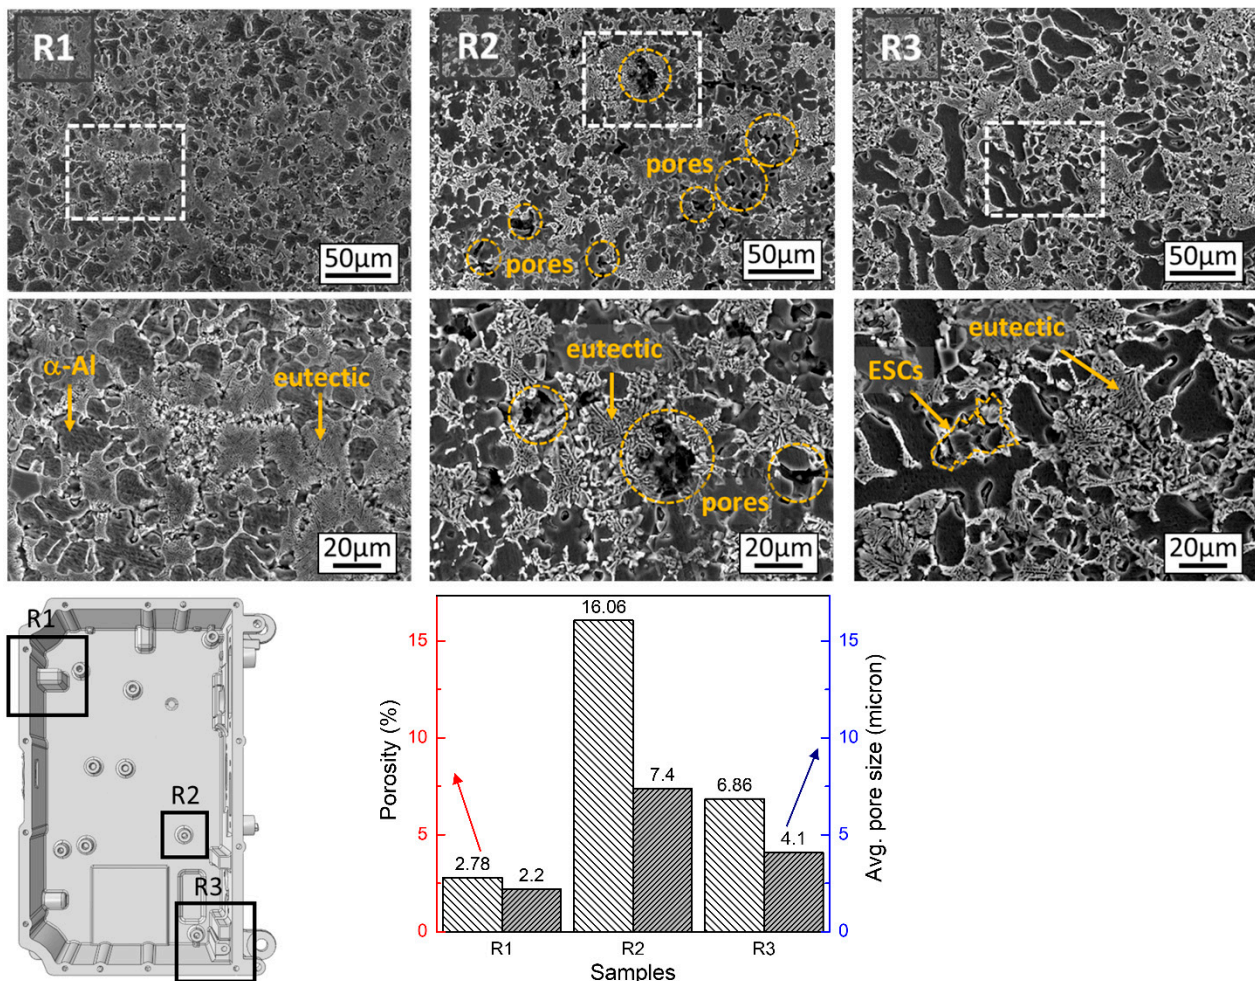 R1
50μm
R2
pores
pores
50μm
R3
50μm
α-Al
eutectic
20μm
eutectic
pores
20μm
eutectic
ESCs
20μm
R1
R2
R3
Porosity (%)
15
10
5
0
2.78
2.2
16.06
7.4
6.86
4.1
R1
R2
R3
Samples
15
10
5
0
Avg. pore size (micron)